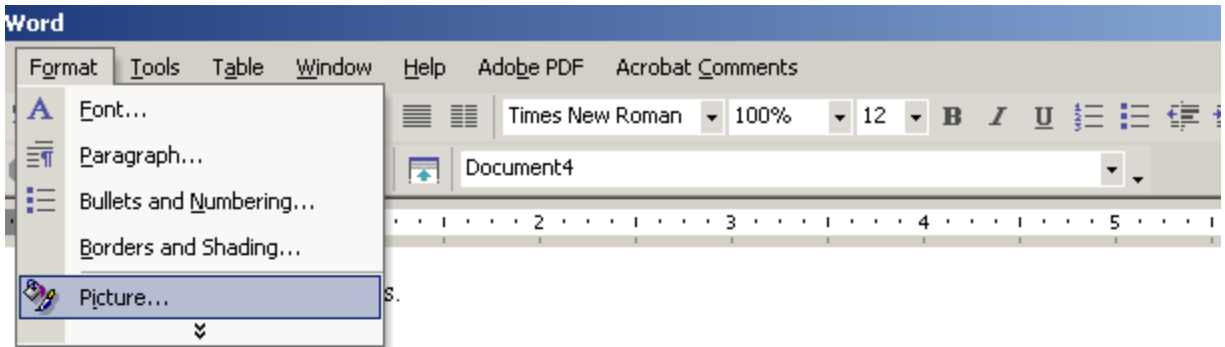 Word
Format Tools Table Window Help Adobe PDF Acrobat Comments
Font...
Times New Roman 100% 12 B I U
Paragraph...
Document4
Bullets and Numbering...
2 3 4 5
Borders and Shading...
Picture...
s.